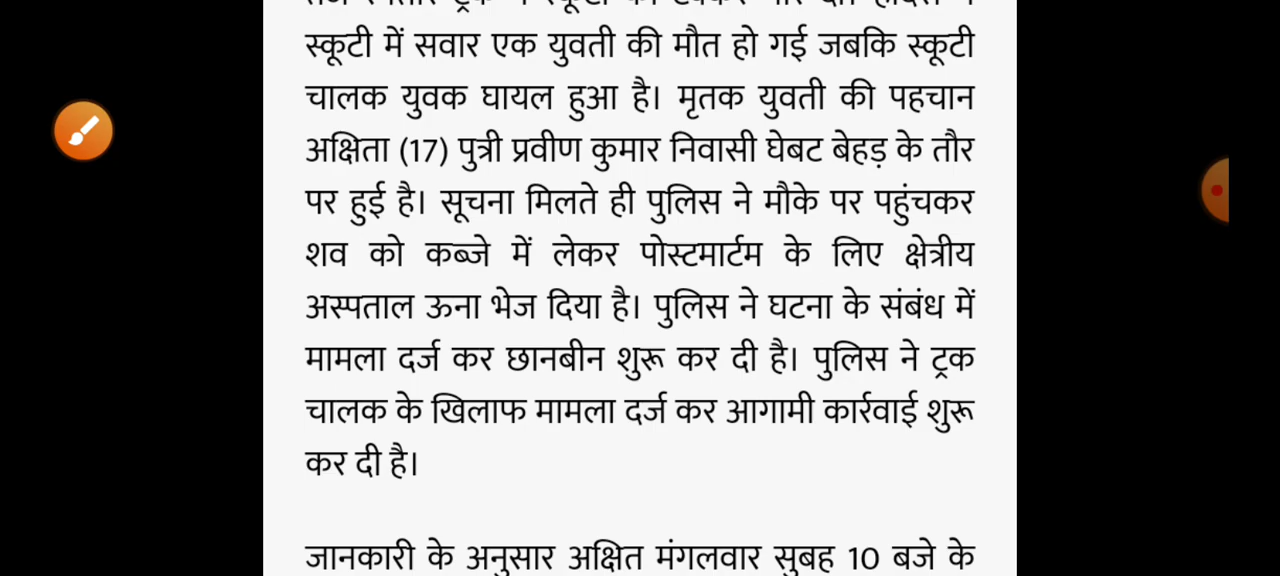 स्कूटी में सवार एक युवती की मौत हो गई जबकि स्कूटी
चालक युवक घायल हुआ है। मृतक युवती की पहचान
अक्षिता (17) पुत्री प्रवीण कुमार निवासी घेबट बेहड़ के तौर
पर हुई है। सूचना मिलते ही पुलिस ने मौके पर पहुंचकर
शव को कब्जे में लेकर पोस्टमार्टम के लिए क्षेत्रीय
अस्पताल ऊना भेज दिया है। पुलिस ने घटना के संबंध में
मामला दर्ज कर छानबीन शुरू कर दी है। पुलिस ने ट्रक
चालक के खिलाफ मामला दर्ज कर आगामी कार्रवाई शुरू
कर दी है।
जानकारी के अनुसार अक्षित मंगलवार सुबह 10 बजे के